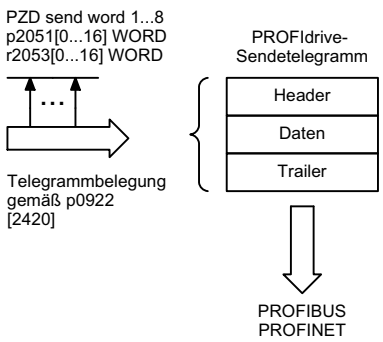 PZD send word 1...8
p2051[0...16] WORD
r2053[0...16] WORD
...
Telegrammbelegung
gemäß p0922
[2420]
PROFIdrive-
Sendetelegramm
Header
Daten
Trailer
PROFIBUS
PROFINET